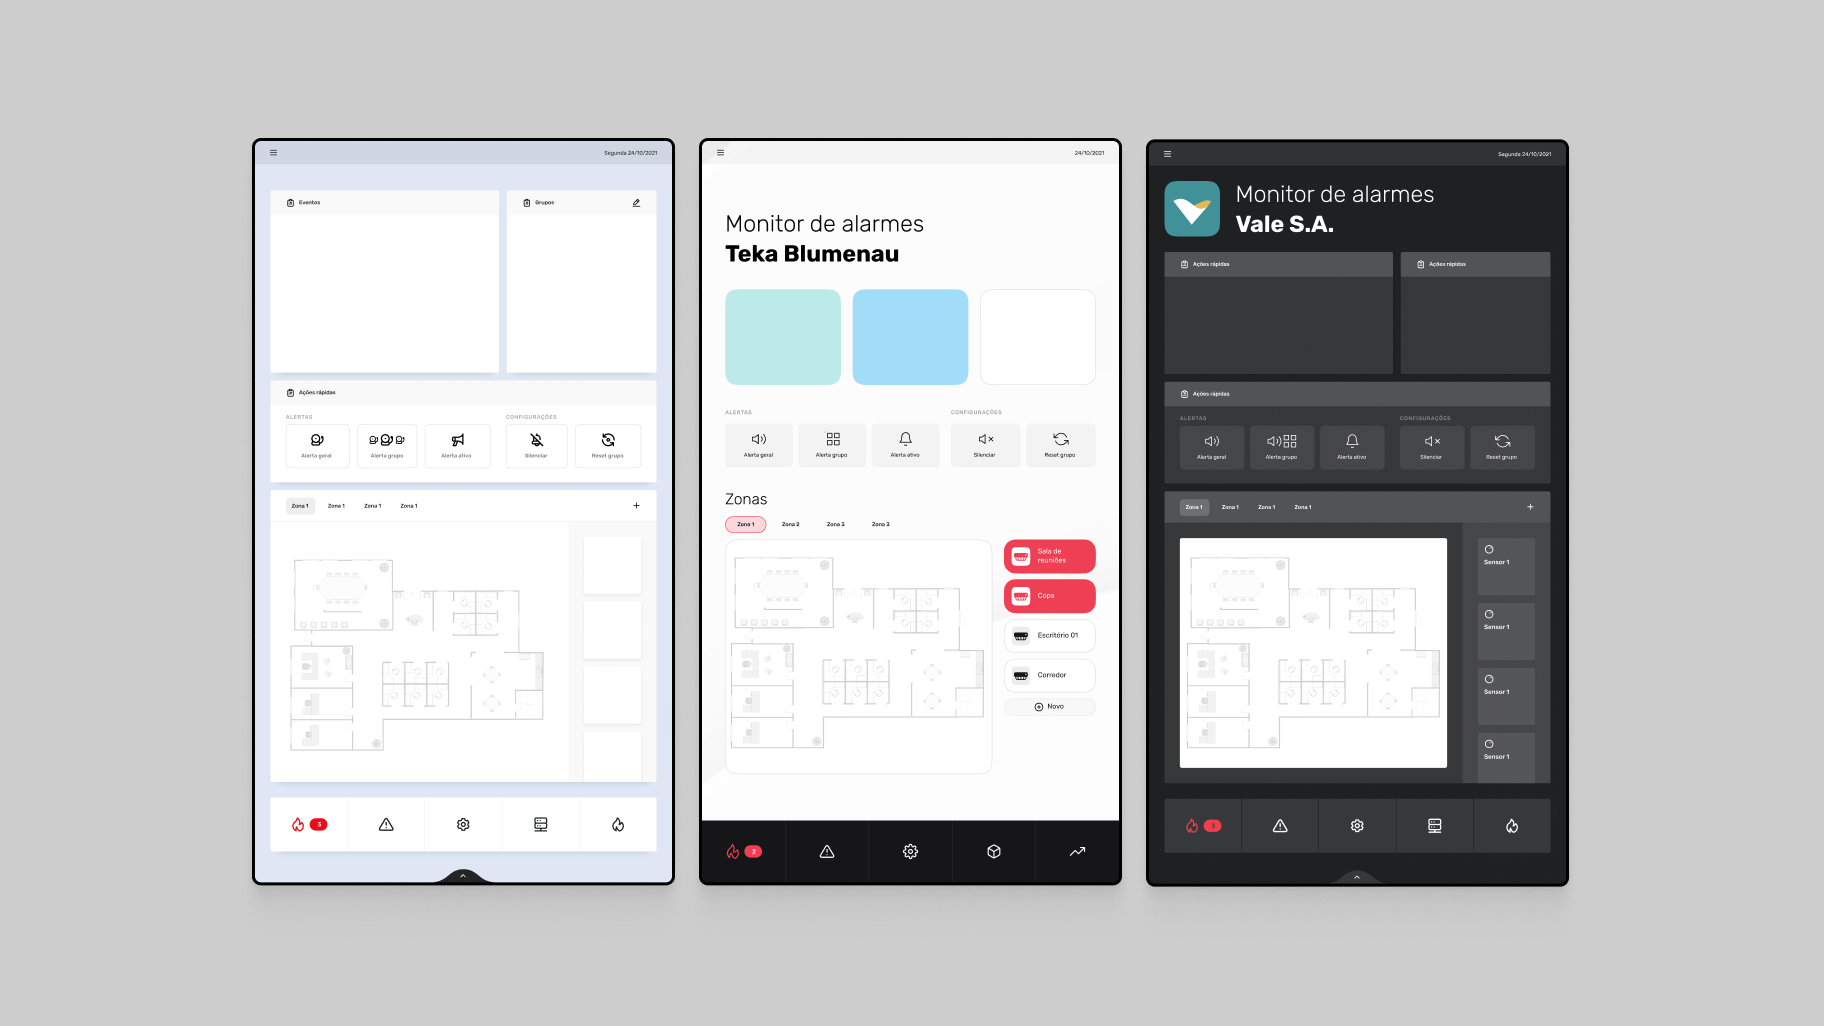 Segunda 24/10/2021
Eventos
Grupos
Ações rápidas
ALERTAS
CONFIGURAÇÕES
Alerta geral
Alerta grupo
Alerta ativo
Silenciar
Reset grupo
Zona 1
Zona 1
Zona 1
Zona 1
3
24/10/2021
Monitor de alarmes
Teka Blumenau
ALERTAS
CONFIGURAÇÕES
Alerta geral
Alerta grupo
Alerta ativo
Silenciar
Reset grupo
Zonas
Zona 1
Zona 2
Zona 3
Zona 3
Sala de
reuniões
Copa
Escritório 01
Corredor
Novo
2
Segunda 24/10/2021
Monitor de alarmes
Vale S.A.
Ações rápidas
Ações rápidas
Ações rápidas
ALERTAS
CONFIGURAÇÕES
Alerta geral
Alerta grupo
Alerta ativo
Silenciar
Reset grupo
Zona 1
Zona 1
Zona 1
Zona 1
Sensor 1
Sensor 1
Sensor 1
Sensor 1
3